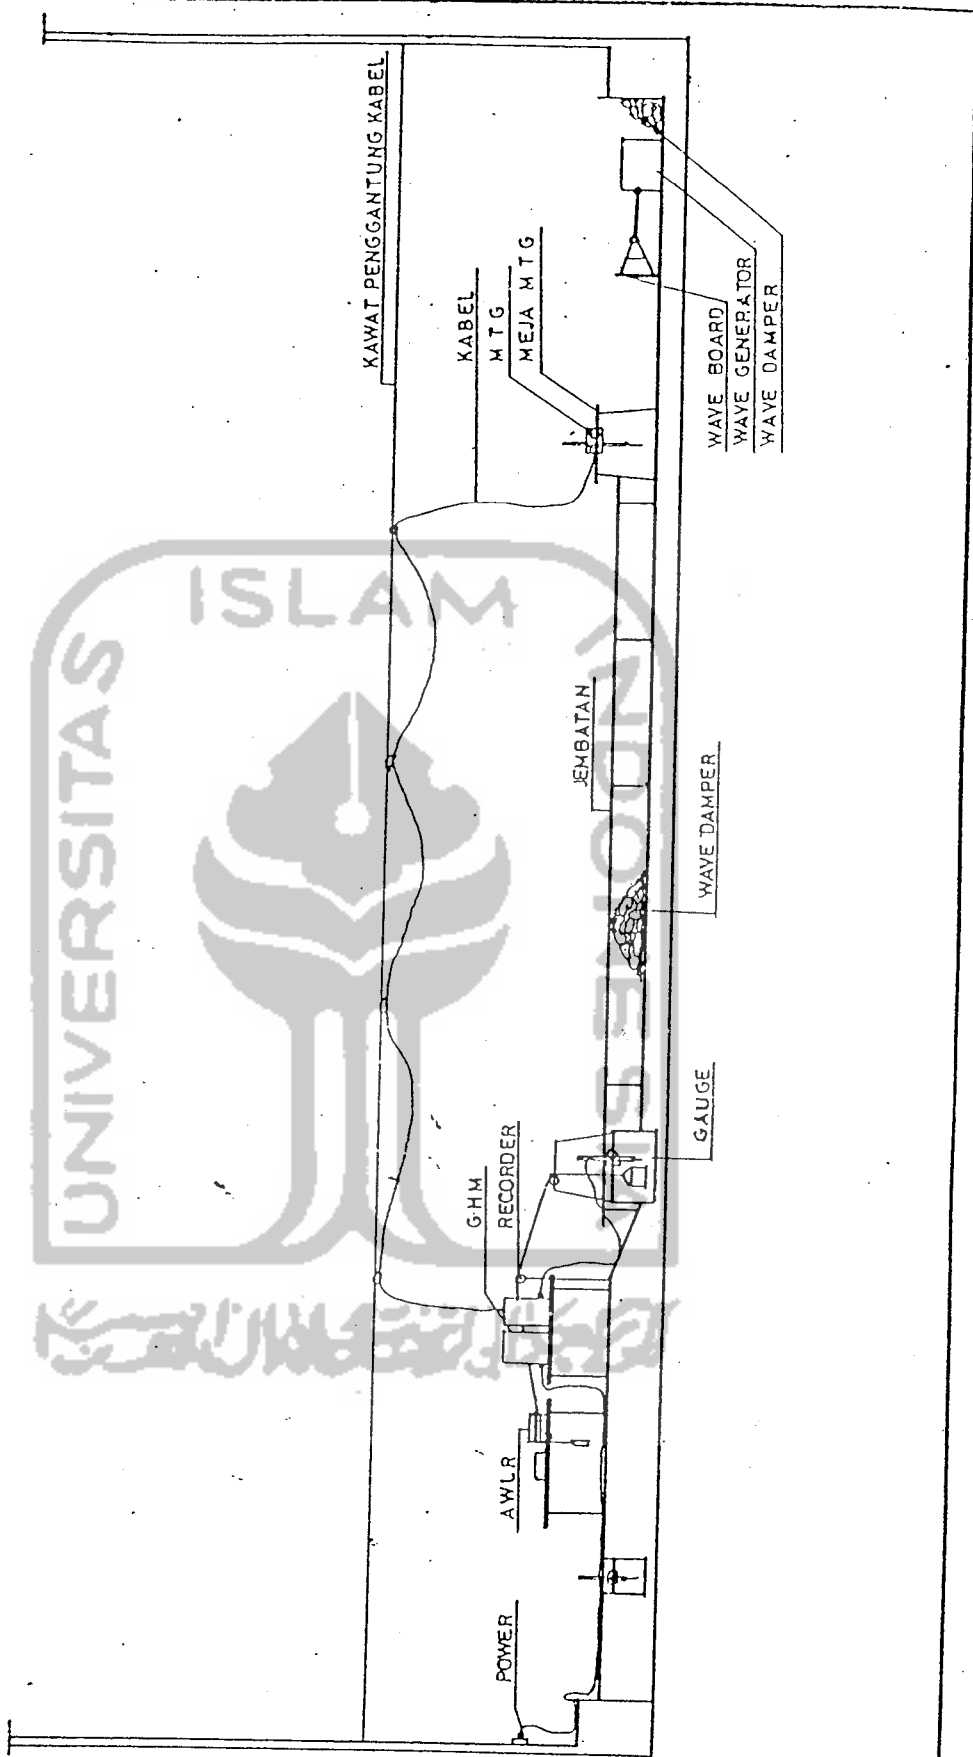 KAWAT PENGGANTUNG KABEL
KABEL
M T G
MEJA M T G
WAVE BOARD
WAVE GENERATOR
WAVE DAMPER
JEMBATAN
WAVE DAMPER
G·H·M
RECORDER
GAUGE
AWLR
POWER
UNIVERSITAS
ISLAM
INDONESIA